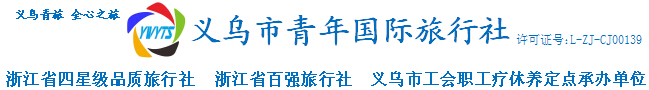 义乌青旅 全心之旅
YWYTS
义乌市青年国际旅行社
许可证号:L-ZJ-CJ00139
浙江省四星级品质旅行社 浙江省百强旅行社 义乌市工会职工疗休养定点承办单位